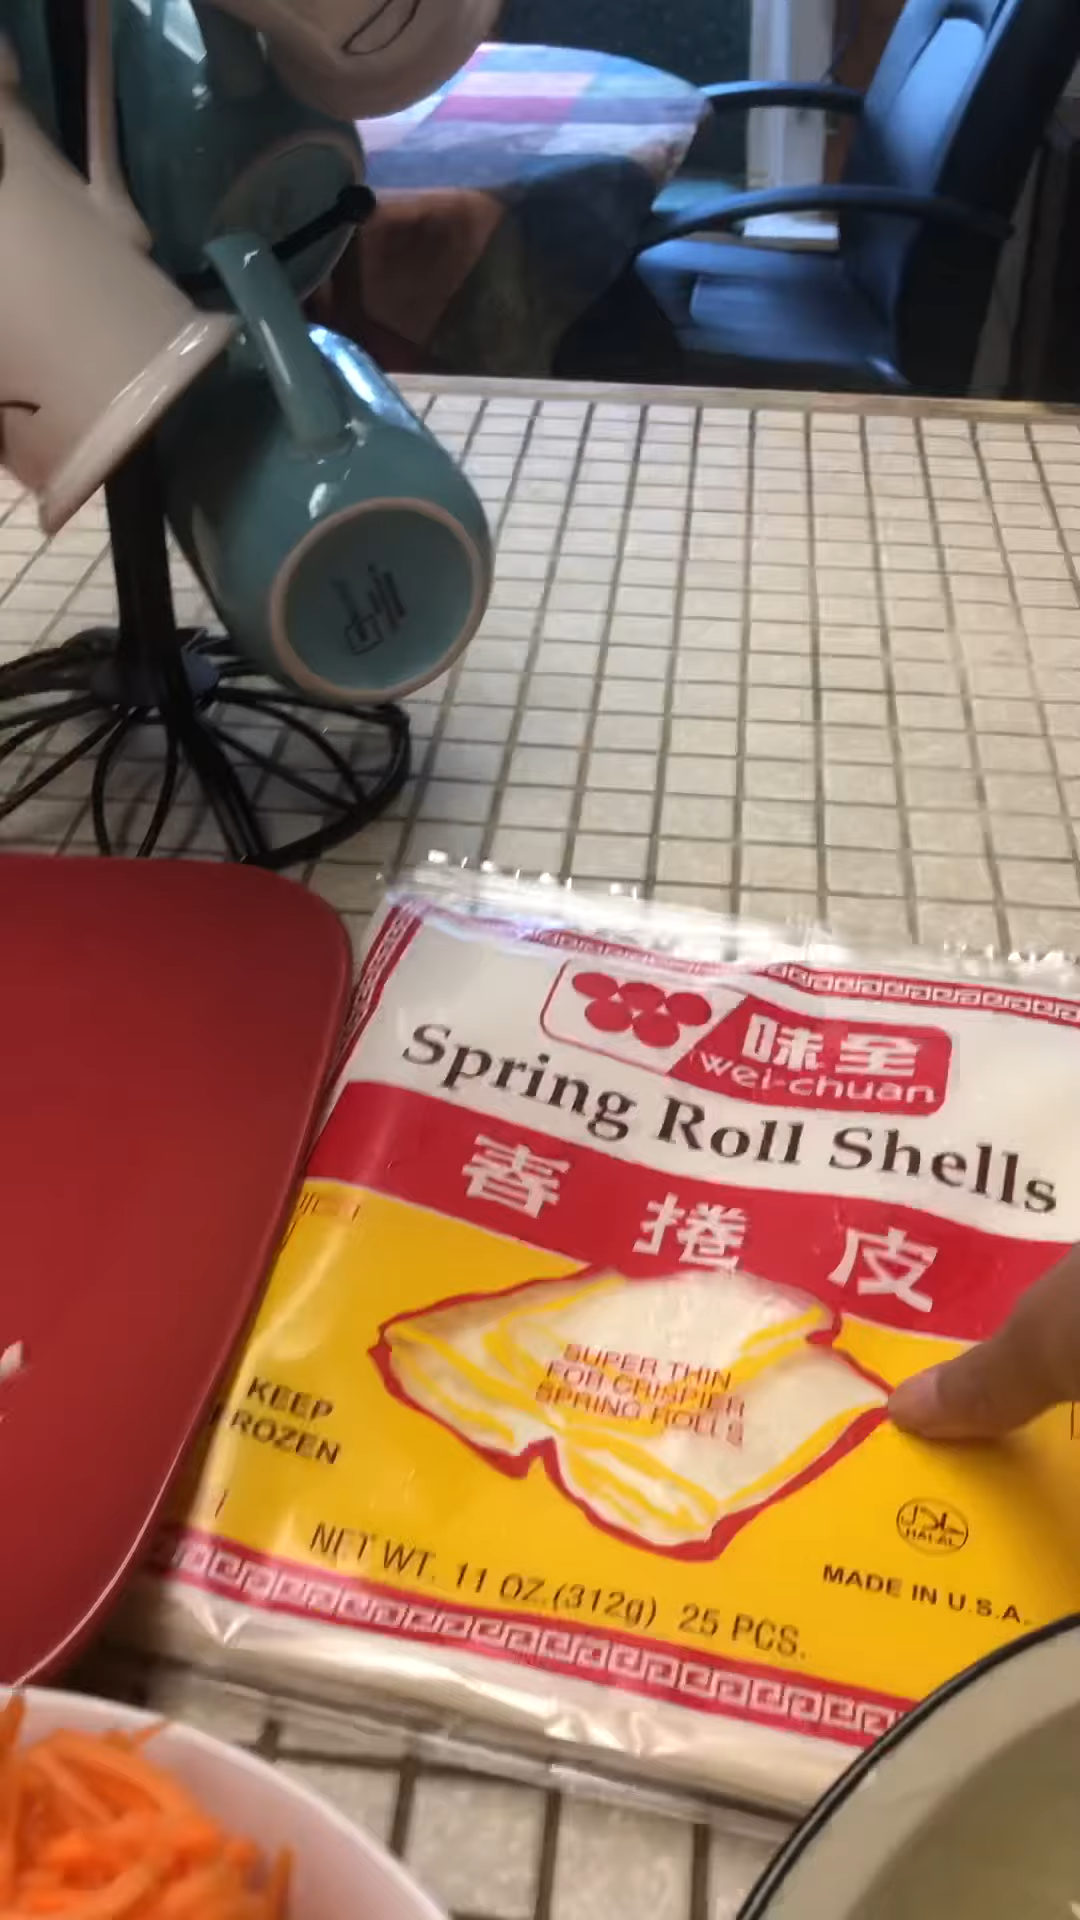 味全
wei-chuan
Spring Roll Shells
春捲皮
SUPER THIN
FOR CRISPIER
SPRING ROLLS
KEEP
FROZEN
HALAL
MADE IN U.S.A.
NET WT. 11 OZ.(312g) 25 PCS.